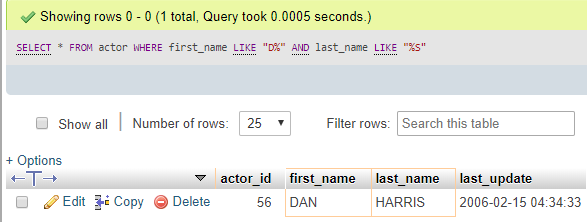 Showing rows 0 - 0 (1 total, Query took 0.0005 seconds.)
SELECT * FROM actor WHERE first_name LIKE "D%" AND last_name LIKE "%S"
Show all Number of rows: 25 Filter rows: Search this table
+ Options
actor_id first_name last_name last_update
Edit Copy Delete 56 DAN HARRIS 2006-02-15 04:34:33